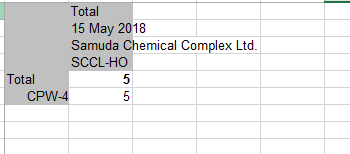 Total
15 May 2018
Samuda Chemical Complex Ltd.
SCCL-HO
Total 5
CPW-4 5